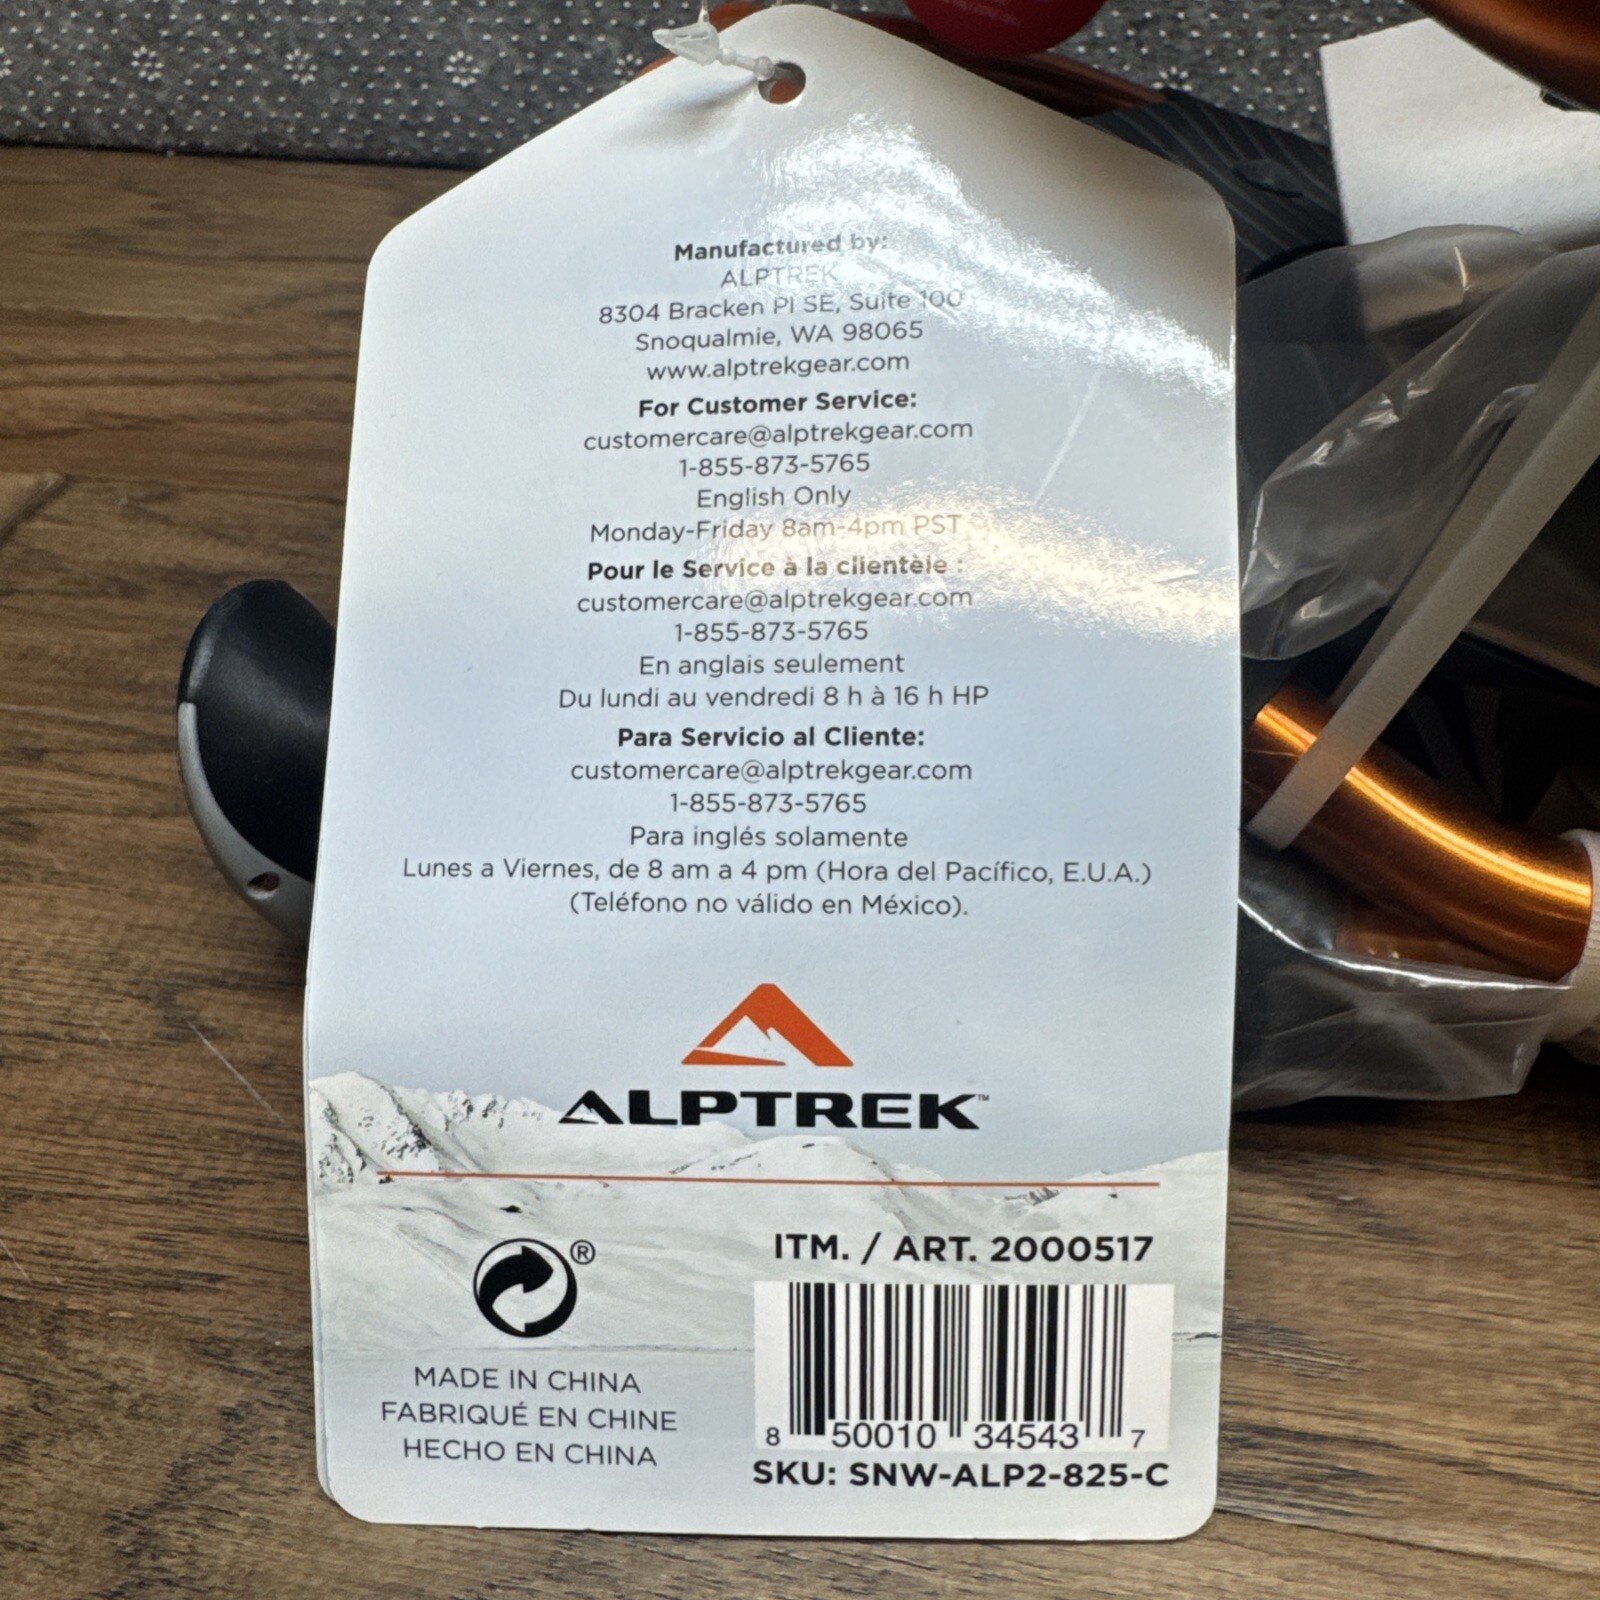 Manufactured by:
ALPTREK
8304 Bracken Pl SE, Suite 100
Snoqualmie, WA 98065
www.alptrekgear.com
For Customer Service:
customercare@alptrekgear.com
1-855-873-5765
English Only
Monday-Friday 8am-4pm PST
Pour le Service à la clientèle :
customercare@alptrekgear.com
1-855-873-5765
En anglais seulement
Du lundi au vendredi 8 h à 16 h HP
Para Servicio al Cliente:
customercare@alptrekgear.com
1-855-873-5765
Para inglés solamente
Lunes a Viernes, de 8 am a 4 pm (Hora del Pacífico, E.U.A.)
(Teléfono no válido en México).
ALPTREK™
ITM. / ART. 2000517
®
MADE IN CHINA
FABRIQUÉ EN CHINE
HECHO EN CHINA
8 50010 34543 7
SKU: SNW-ALP2-825-C